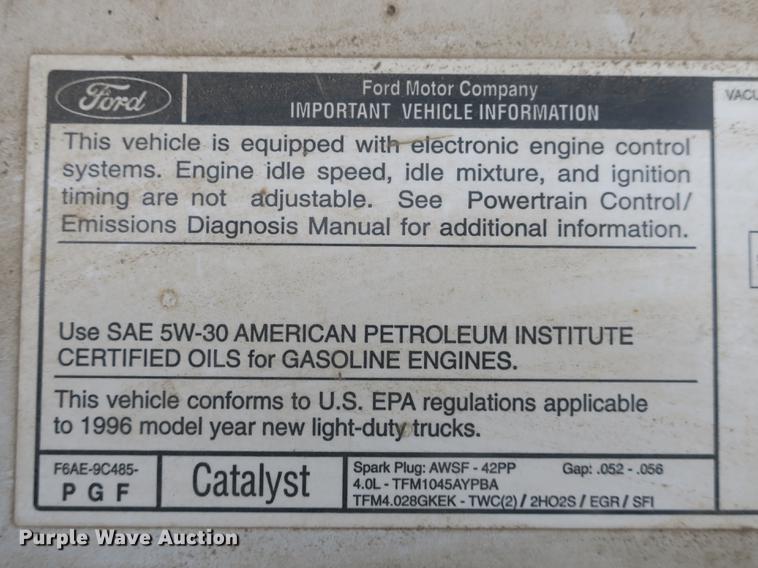 Ford
Ford Motor Company
IMPORTANT VEHICLE INFORMATION
This vehicle is equipped with electronic engine control
systems. Engine idle speed, idle mixture, and ignition
timing are not adjustable. See Powertrain Control/
Emissions Diagnosis Manual for additional information.
Use SAE 5W-30 AMERICAN PETROLEUM INSTITUTE
CERTIFIED OILS for GASOLINE ENGINES.
This vehicle conforms to U.S. EPA regulations applicable
to 1996 model year new light-duty trucks.
F6AE-9C485-
PGF
Catalyst
Spark Plug: AWSF - 42PP Gap: .052 - .056
4.0L - TFM1045AYPBA
TFM4.028GKEK - TWC(2) / 2HO2S / EGR / SFI
Purple Wave Auction